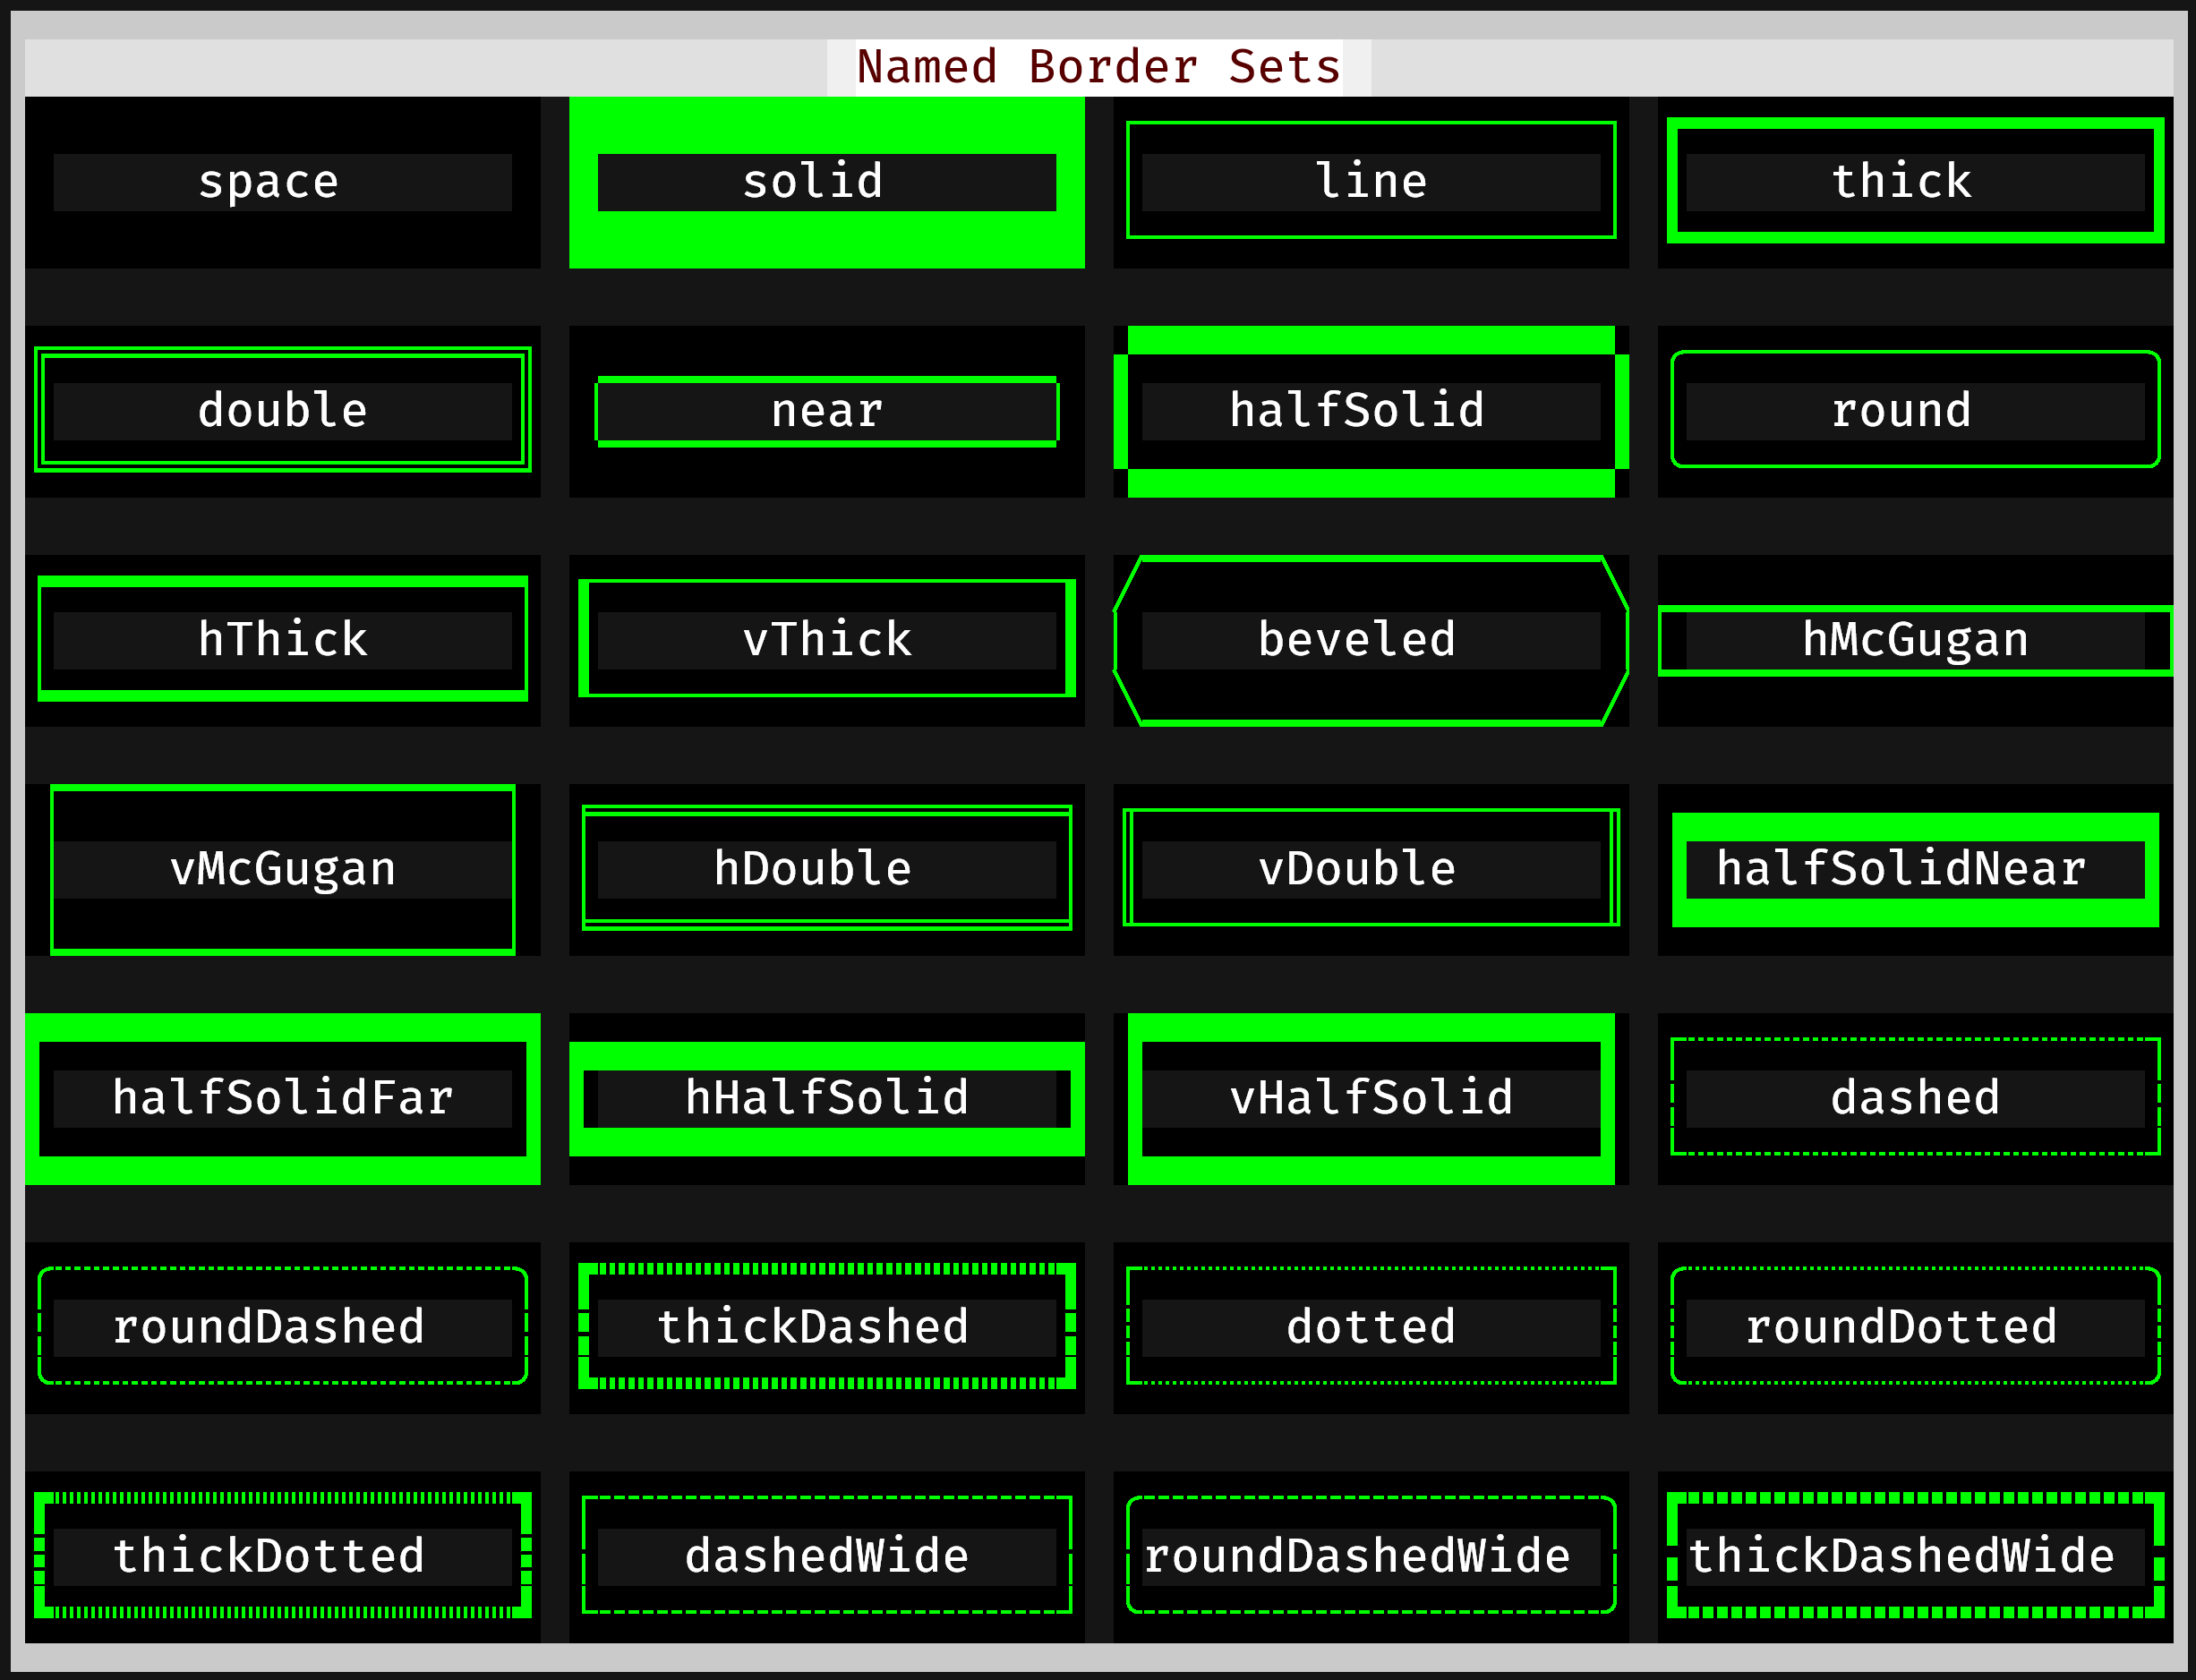 Named Border Sets
space solid line thick
double near halfSolid round
hThick vThick beveled hMcGugan
vMcGugan hDouble vDouble halfSolidNear
halfSolidFar hHalfSolid vHalfSolid dashed
roundDashed thickDashed dotted roundDotted
thickDotted dashedWide roundDashedWide thickDashedWide